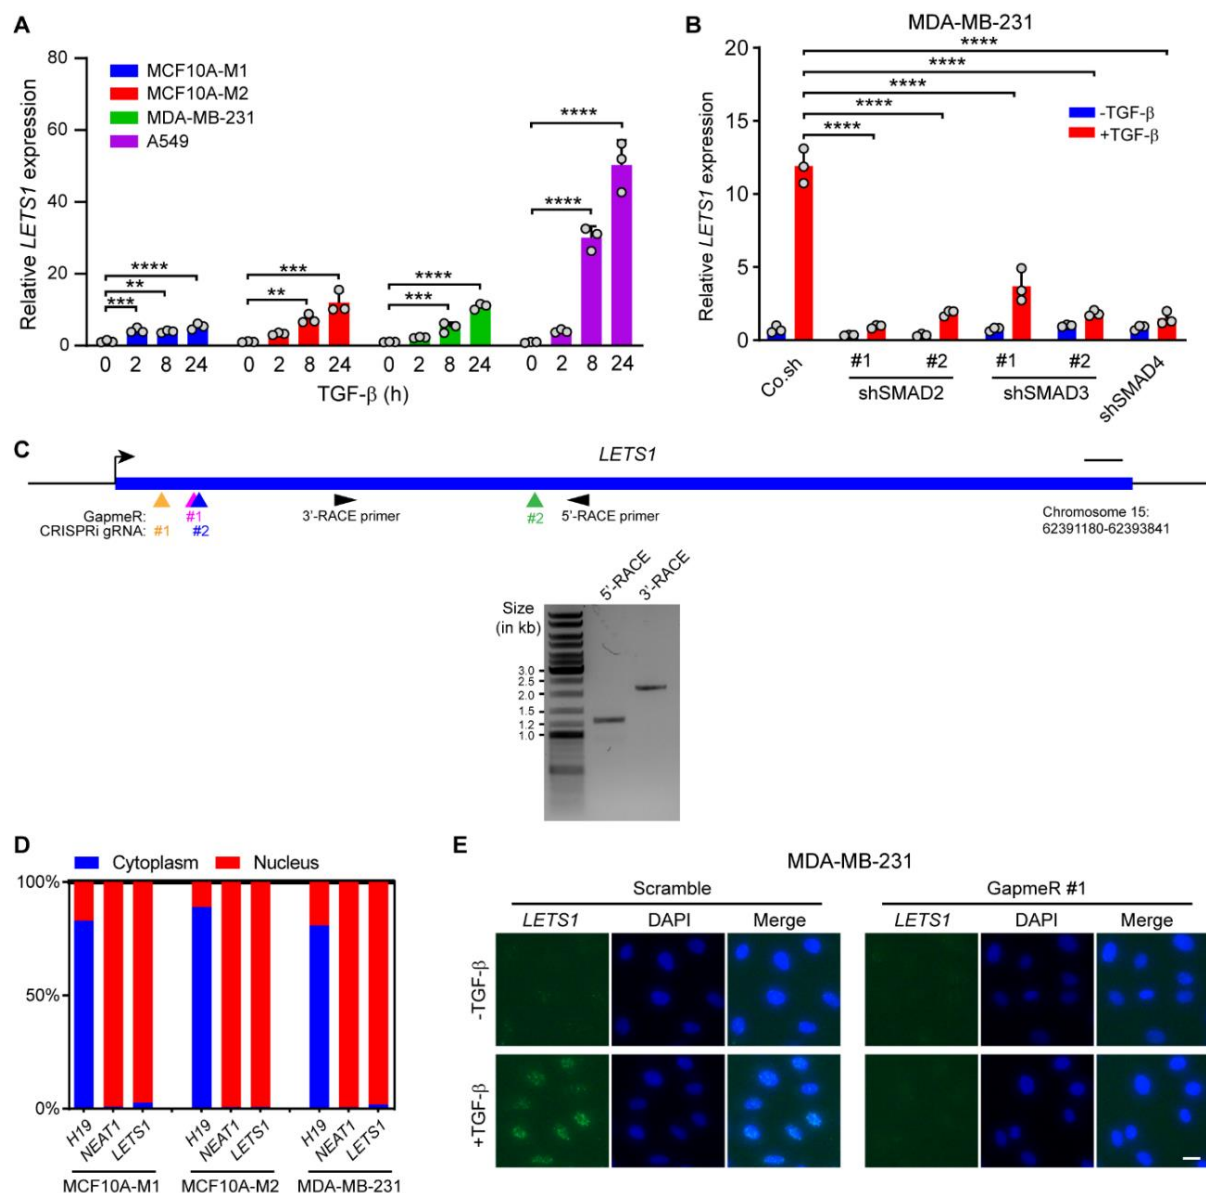 A
Relative LETS1 expression
80
60
40
20
0
MCF10A-M1
MCF10A-M2
MDA-MB-231
A549
****
**
***
***
**
****
***
****
****
0 2 8 24 0 2 8 24 0 2 8 24 0 2 8 24
TGF-β (h)
B
MDA-MB-231
Relative LETS1 expression
20
15
10
5
0
****
****
****
****
****
-TGF-β
+TGF-β
Co.sh
#1 #2 #1 #2
shSMAD2 shSMAD3 shSMAD4
C
LETS1
GapmeR: #1 3'-RACE primer #2 5'-RACE primer
CRISPRi gRNA: #1 #2
Chromosome 15:
62391180-62393841
5'-RACE 3'-RACE
Size
(in kb)
3.0
2.5
2.0
1.5
1.2
1.0
D
Cytoplasm Nucleus
100%
50%
0%
H19 NEAT1 LETS1 H19 NEAT1 LETS1 H19 NEAT1 LETS1
MCF10A-M1 MCF10A-M2 MDA-MB-231
E
MDA-MB-231
Scramble GapmeR #1
LETS1 DAPI Merge LETS1 DAPI Merge
-TGF-β
+TGF-β